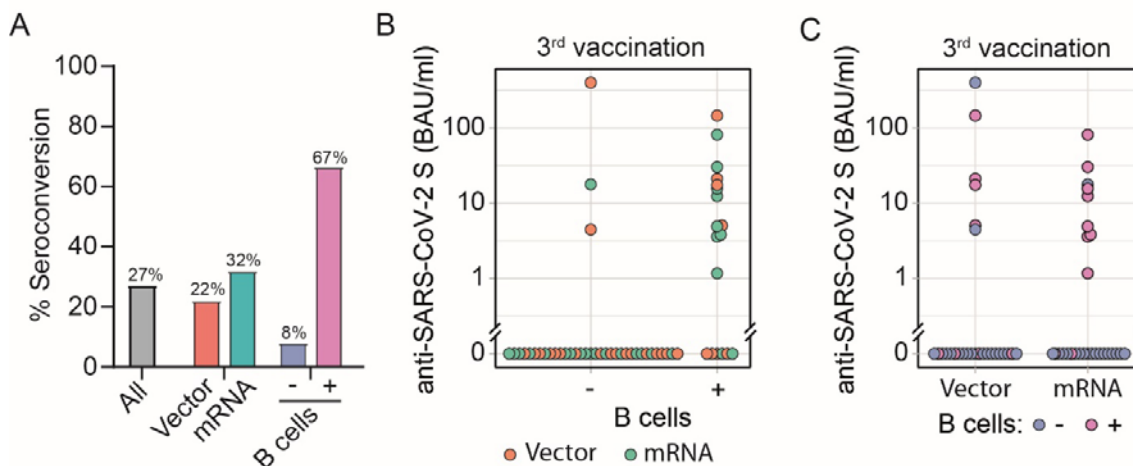 A
% Seroconversion
100
80
60
40
20
0
27%
22%
32%
8%
67%
All
Vector
mRNA
- +
B cells
B
3rd vaccination
anti-SARS-CoV-2 S (BAU/ml)
100
10
1
0
- +
B cells
Vector mRNA
C
3rd vaccination
anti-SARS-CoV-2 S (BAU/ml)
100
10
1
0
Vector mRNA
B cells: - +